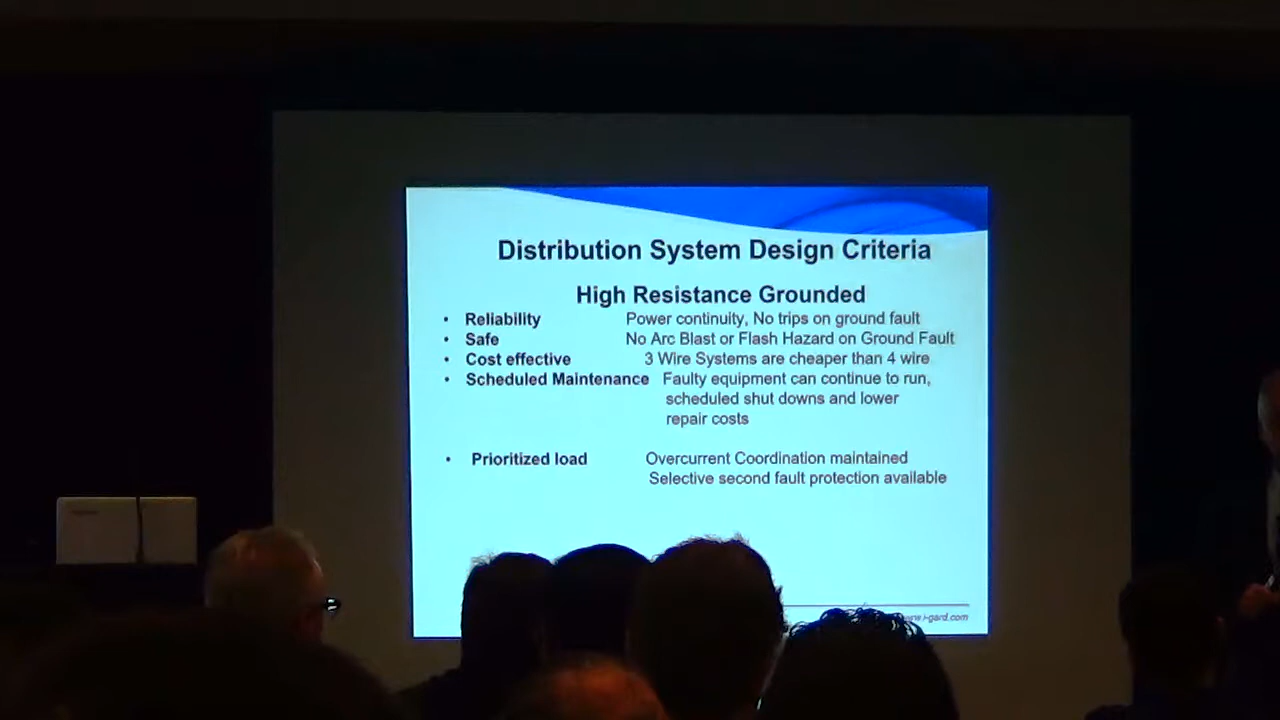 Distribution System Design Criteria
High Resistance Grounded
• Reliability Power continuity, No trips on ground fault
• Safe No Arc Blast or Flash Hazard on Ground Fault
• Cost effective 3 Wire Systems are cheaper than 4 wire
• Scheduled Maintenance Faulty equipment can continue to run,
scheduled shut downs and lower
repair costs
• Prioritized load Overcurrent Coordination maintained
Selective second fault protection available
i-gard.com